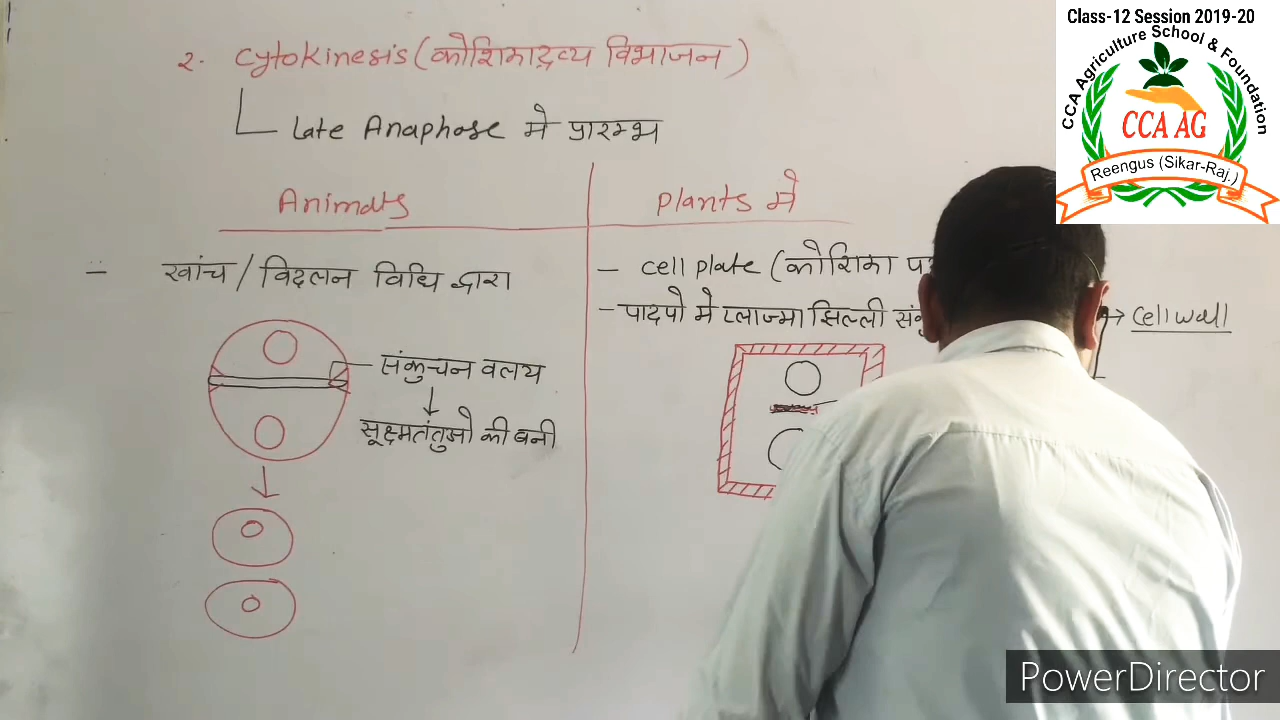 Class-12 Session 2019-20
CCA Agriculture School & Foundation
CCA AG
Reengus (Sikar-Raj.)
२. Cytokinesis (कोशिकाद्रव्य विभाजन)
Late Anaphase मे प्रारम्भ
Animals
Plants मे
- खांच / विदलन विधि द्वारा
संकुचन वलय
सूक्ष्मतंतुओ की बनी
- cell plate (कोशिका
- पादपो मे प्लाज्मा झिल्ली
→ cell wall
PowerDirector